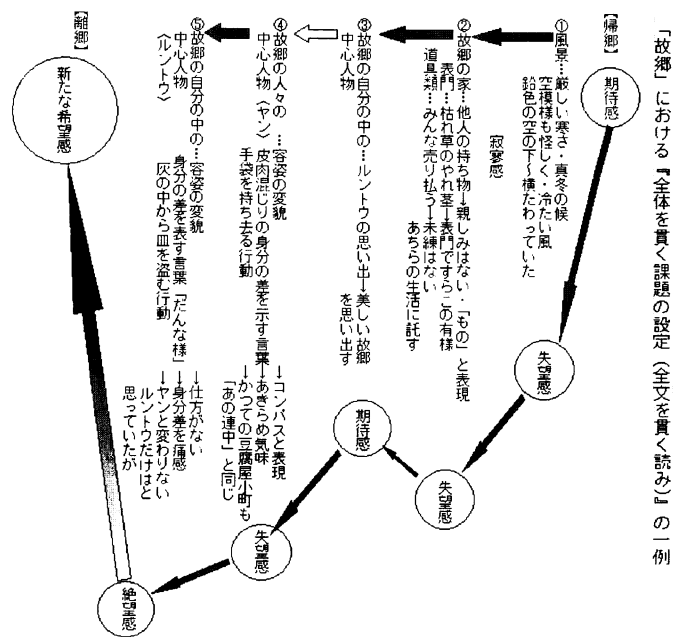 「故郷」における『全体を貫く課題の設定（全文を貫く読み）』の一例
【帰郷】
期待感
①風景…厳しい寒さ・真冬の候
空模様も怪しく・冷たい風
鉛色の空の下～横たわっていた
寂寥感
失望感
②故郷の家…他人の持ち物→親しみはない・「もの」と表現
表門…枯れ草のやれ茎→表門ですらこの有様
道具類…みんな売り払う→未練はない
あちらの生活に託す
失望感
③故郷の自分の中の…ルントウの思い出→美しい故郷
中心人物
を思い出す
期待感
④故郷の人々の　…容姿の変貌　→コンパスと表現
中心人物〈ヤン〉皮肉混じりの身分の差を示す言葉→あきらめ気味
手袋を持ち去る行動　→かつての豆腐屋小町も
「あの連中」と同じ
失望感
⑤故郷の自分の中の…容姿の変貌　→仕方がない
中心人物　身分の差を表す言葉『だんな様」→身分差を痛感
〈ルントウ〉　灰の中から皿を盗む行動　→ヤンと変わりない
ルントウだけはと
思っていたが
絶望感
【離郷】
新たな希望感